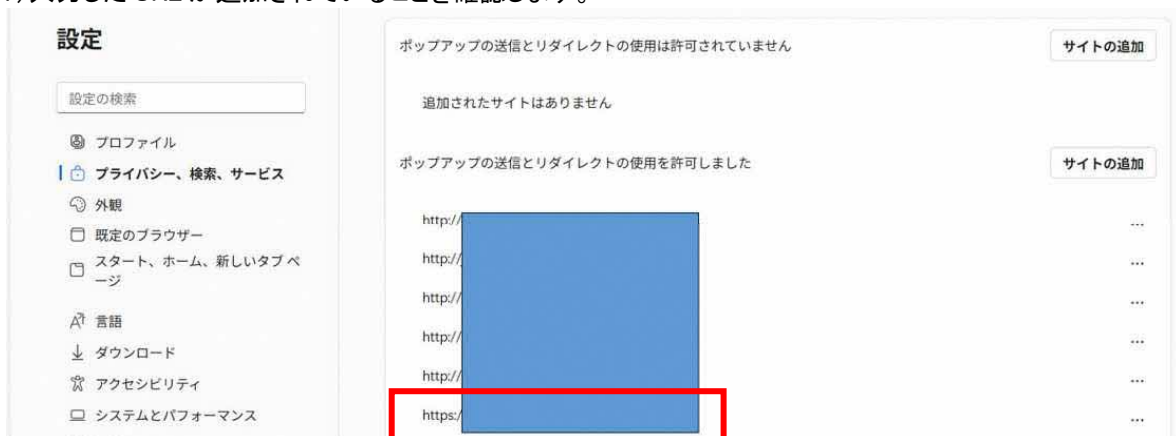 設定
設定の検索
プロファイル
プライバシー、検索、サービス
外観
既定のブラウザー
スタート、ホーム、新しいタブ ペ
ージ
言語
ダウンロード
アクセシビリティ
システムとパフォーマンス
ポップアップの送信とリダイレクトの使用は許可されていません
サイトの追加
追加されたサイトはありません
ポップアップの送信とリダイレクトの使用を許可しました
サイトの追加
http://
...
http://
...
http://
...
http://
...
http://
...
https:/
...